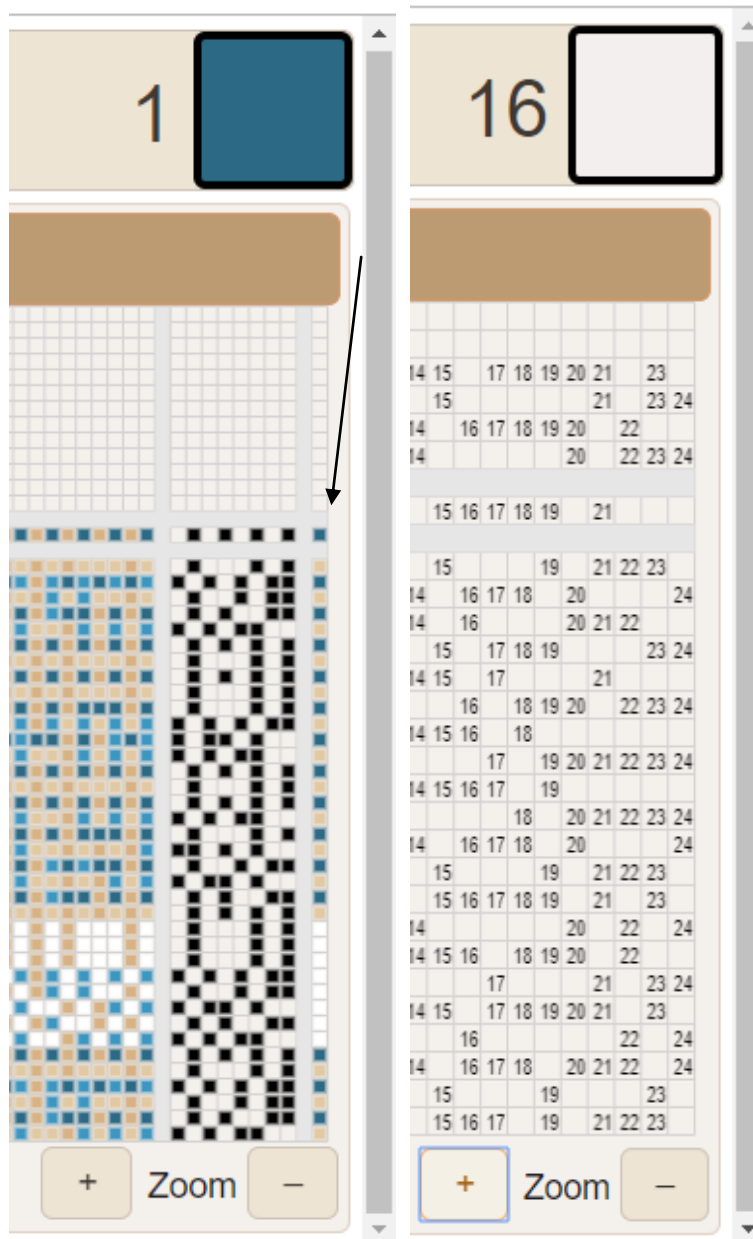 1
+ Zoom –
16
14 15 17 18 19 20 21 23
15 21 23 24
14 16 17 18 19 20 22
14 20 22 23 24
15 16 17 18 19 21
15 19 21 22 23
14 16 17 18 20 24
14 16 20 21 22
15 17 18 19 23 24
14 15 17 21
16 18 19 20 22 23 24
14 15 16 18
17 19 20 21 22 23 24
14 15 16 17 19
18 20 21 22 23 24
14 16 17 18 20 24
15 19 21 22 23
15 16 17 18 19 21 23
14 20 22 24
14 15 16 18 19 20 22
17 21 23 24
14 15 17 18 19 20 21 23
16 22 24
14 16 17 18 20 21 22 24
15 19 23
15 16 17 19 21 22 23
+ Zoom –